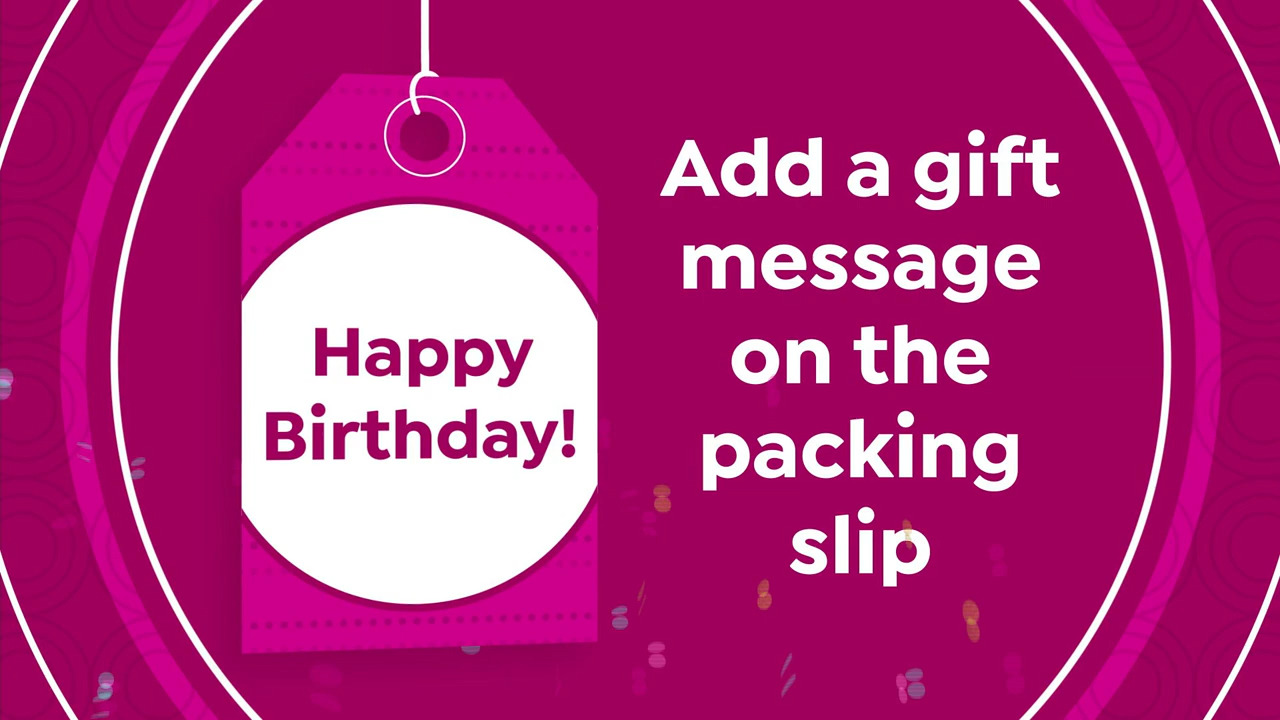 Happy
Birthday!
Add a gift
message
on the
packing
slip